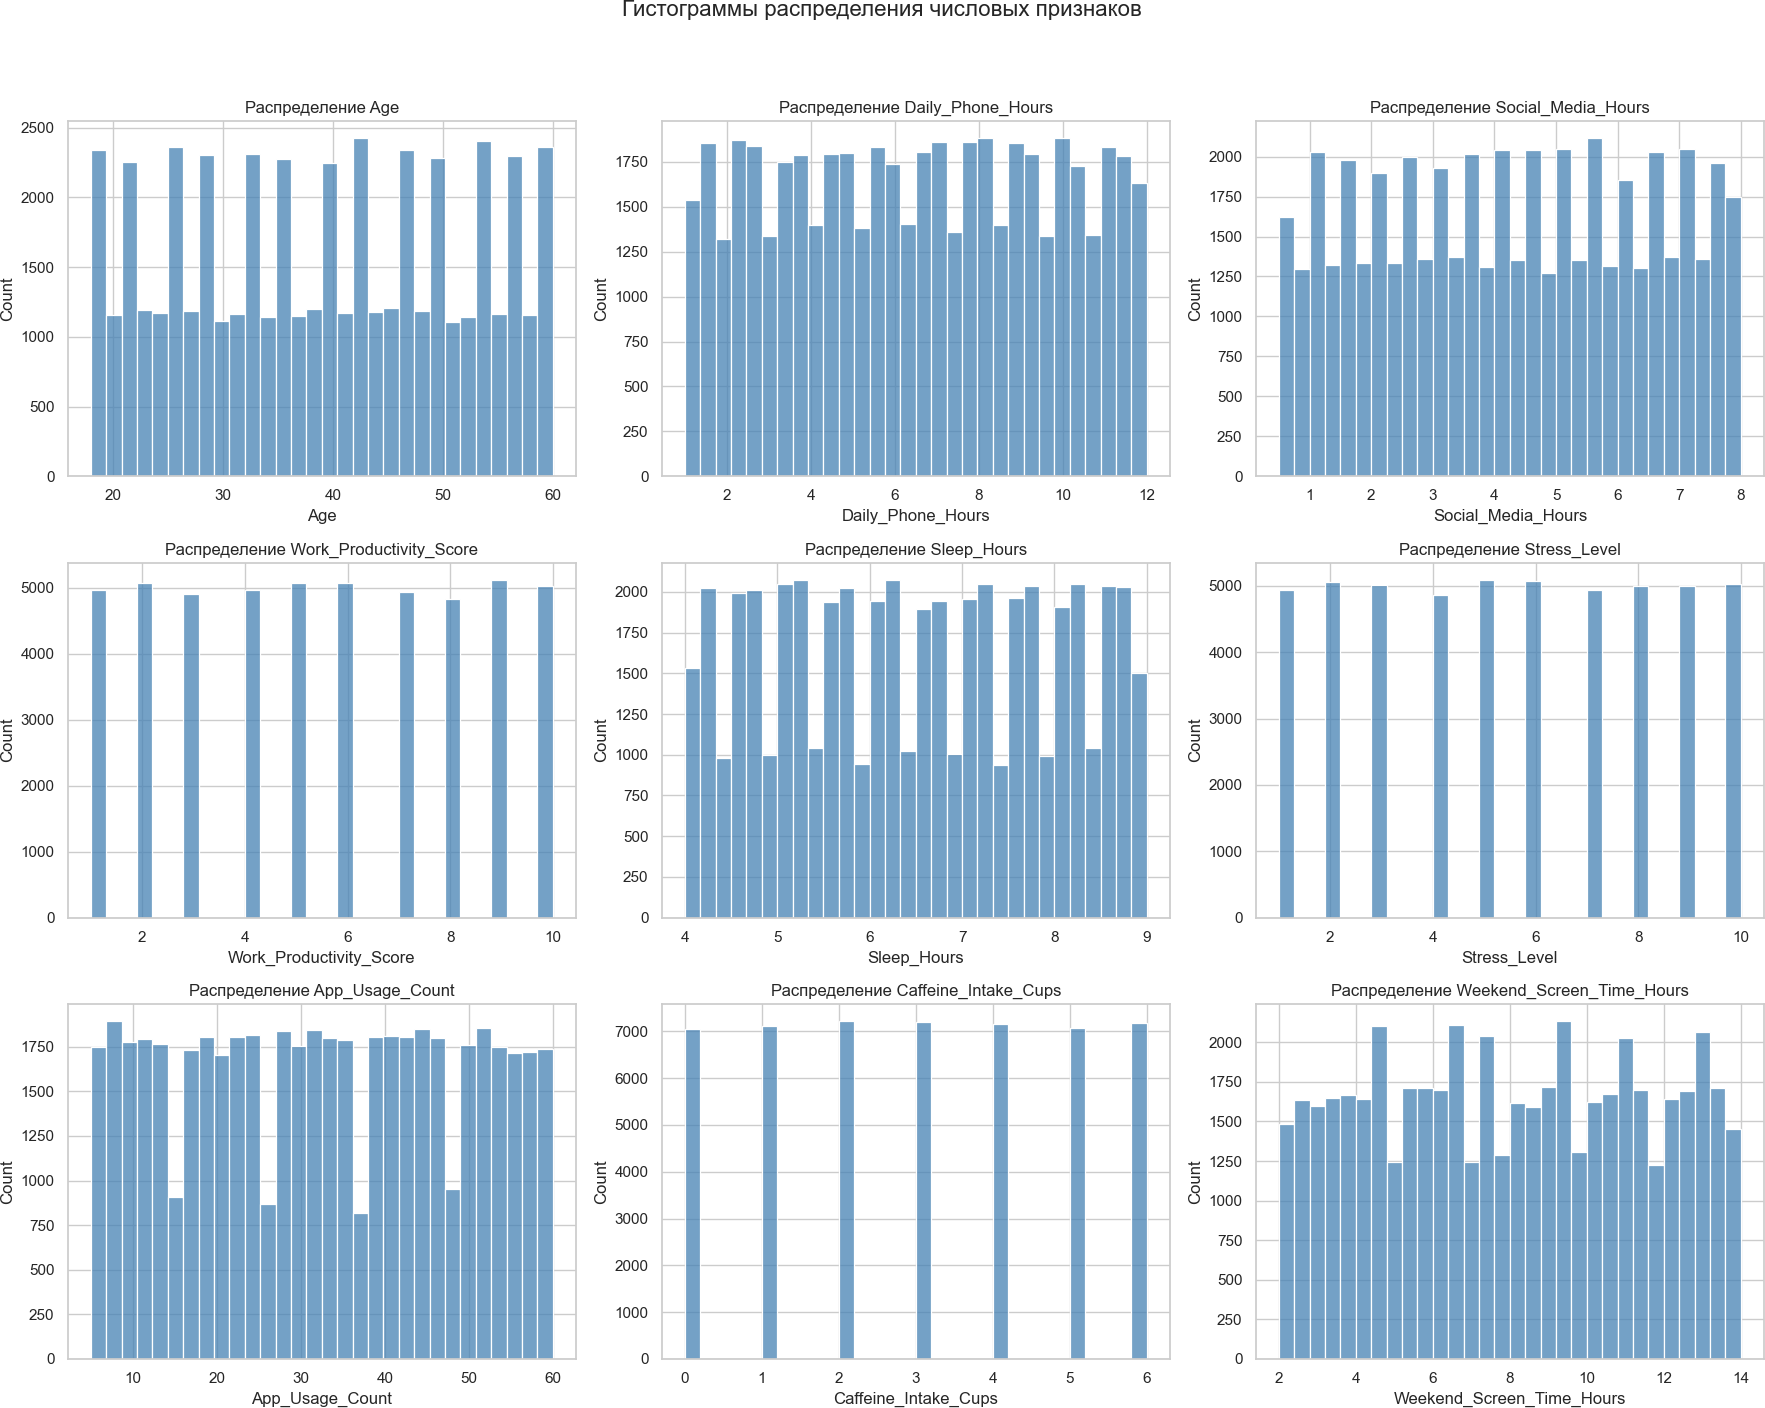 Гистограммы распределения числовых признаков
Распределение Age
2500
2000
1500
1000
500
0
Count
20 30 40 50 60
Age
Распределение Daily_Phone_Hours
1750
1500
1250
1000
750
500
250
0
Count
2 4 6 8 10 12
Daily_Phone_Hours
Распределение Social_Media_Hours
2000
1750
1500
1250
1000
750
500
250
0
Count
1 2 3 4 5 6 7 8
Social_Media_Hours
Распределение Work_Productivity_Score
5000
4000
3000
2000
1000
0
Count
2 4 6 8 10
Work_Productivity_Score
Распределение Sleep_Hours
2000
1750
1500
1250
1000
750
500
250
0
Count
4 5 6 7 8 9
Sleep_Hours
Распределение Stress_Level
5000
4000
3000
2000
1000
0
Count
2 4 6 8 10
Stress_Level
Распределение App_Usage_Count
1750
1500
1250
1000
750
500
250
0
Count
10 20 30 40 50 60
App_Usage_Count
Распределение Caffeine_Intake_Cups
7000
6000
5000
4000
3000
2000
1000
0
Count
0 1 2 3 4 5 6
Caffeine_Intake_Cups
Распределение Weekend_Screen_Time_Hours
2000
1750
1500
1250
1000
750
500
250
0
Count
2 4 6 8 10 12 14
Weekend_Screen_Time_Hours